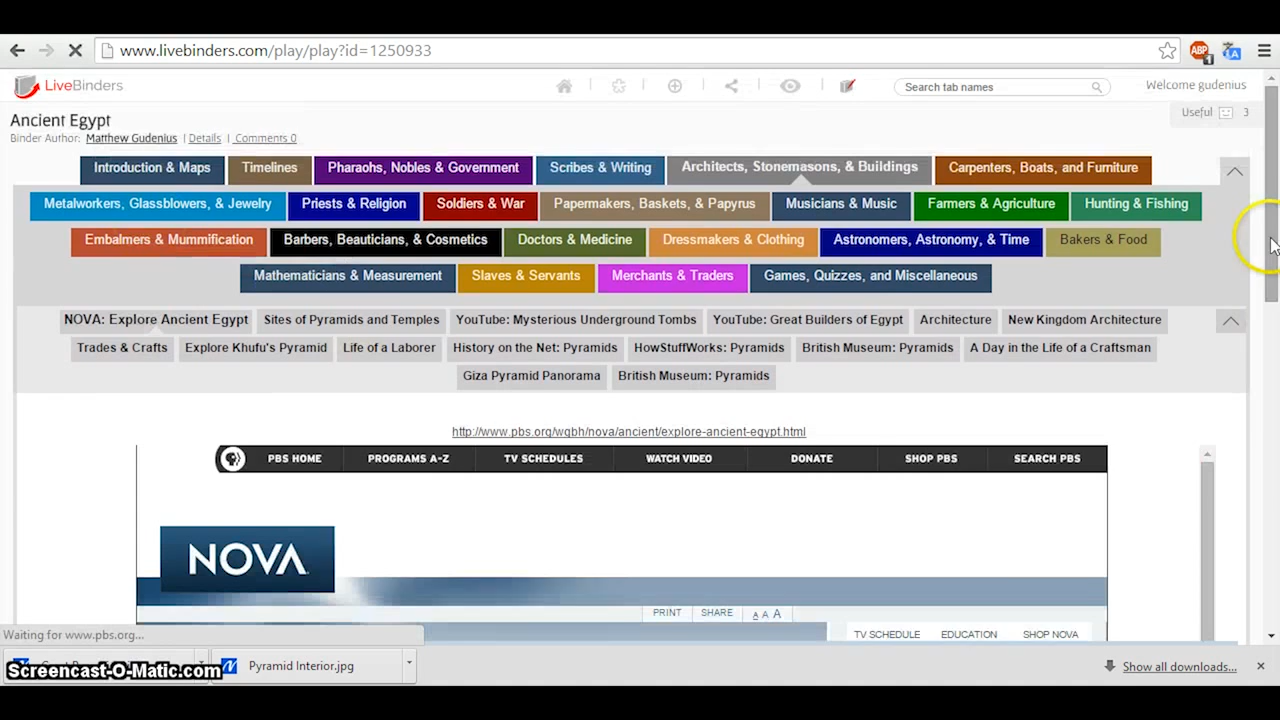 www.livebinders.com/play/play?id=1250933
ABP
1
LiveBinders
Search tab names
Welcome gudenius
Useful 3
Ancient Egypt
Binder Author: Matthew Gudenius | Details | Comments 0
Introduction & Maps Timelines Pharaohs, Nobles & Government Scribes & Writing Architects, Stonemasons, & Buildings Carpenters, Boats, and Furniture
Metalworkers, Glassblowers, & Jewelry Priests & Religion Soldiers & War Papermakers, Baskets, & Papyrus Musicians & Music Farmers & Agriculture Hunting & Fishing
Embalmers & Mummification Barbers, Beauticians, & Cosmetics Doctors & Medicine Dressmakers & Clothing Astronomers, Astronomy, & Time Bakers & Food
Mathematicians & Measurement Slaves & Servants Merchants & Traders Games, Quizzes, and Miscellaneous
NOVA: Explore Ancient Egypt Sites of Pyramids and Temples YouTube: Mysterious Underground Tombs YouTube: Great Builders of Egypt Architecture New Kingdom Architecture
Trades & Crafts Explore Khufu's Pyramid Life of a Laborer History on the Net: Pyramids HowStuffWorks: Pyramids British Museum: Pyramids A Day in the Life of a Craftsman
Giza Pyramid Panorama British Museum: Pyramids
http://www.pbs.org/wgbh/nova/ancient/explore-ancient-egypt.html
PBS HOME PROGRAMS A-Z TV SCHEDULES WATCH VIDEO DONATE SHOP PBS SEARCH PBS
NOVA
PRINT SHARE A A A
TV SCHEDULE EDUCATION SHOP NOVA
Waiting for www.pbs.org...
Pyramid Interior.jpg
Show all downloads...
Screencast-O-Matic.com